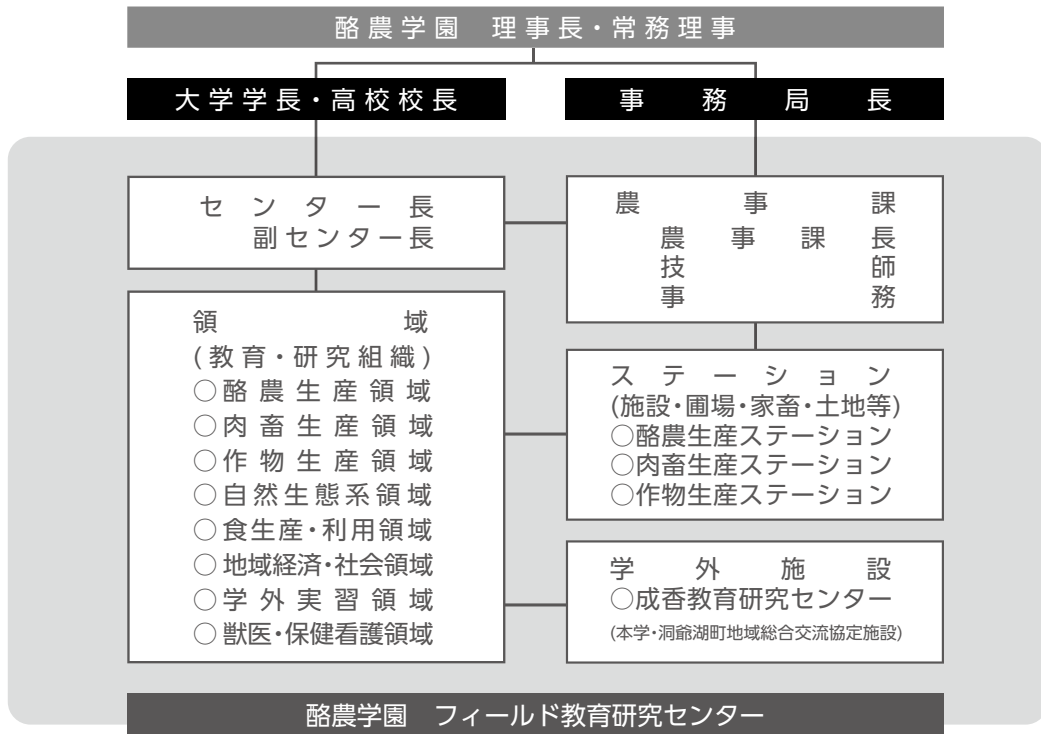 酪農学園　理事長・常務理事
大学学長・高校校長
事務局長
センター長
副センター長
農事課
農事課長
技師
事務
領域
(教育・研究組織)
○酪農生産領域
○肉畜生産領域
○作物生産領域
○自然生態系領域
○食生産・利用領域
○地域経済・社会領域
○学外実習領域
○獣医・保健看護領域
ステーション
(施設・圃場・家畜・土地等)
○酪農生産ステーション
○肉畜生産ステーション
○作物生産ステーション
学外施設
○成香教育研究センター
(本学・洞爺湖町地域総合交流協定施設)
酪農学園　フィールド教育研究センター